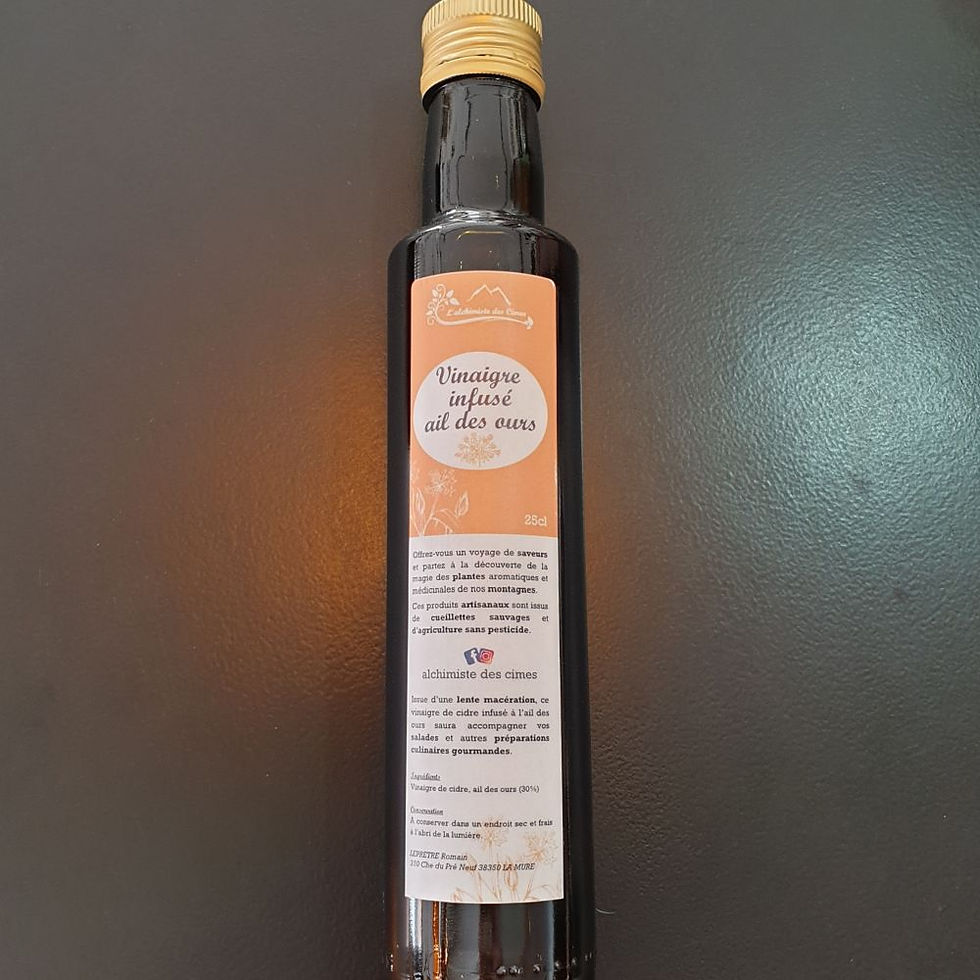 L'alchimiste des Cimes
Vinaigre
infusé
ail des ours
25cl
Offrez-vous un voyage de saveurs
et partez à la découverte de la
magie des plantes aromatiques et
médicinales de nos montagnes.
Ces produits artisanaux sont issus
de cueillettes sauvages et
d'agriculture sans pesticide.
alchimiste des cimes
Issue d'une lente macération, ce
vinaigre de cidre infusé à l'ail des
ours saura accompagner vos
salades et autres préparations
culinaires gourmandes.
Ingrédients
Vinaigre de cidre, ail des ours (30%)
Conservation
À conserver dans un endroit sec et frais
à l'abri de la lumière.
LEPRETRE Romain
210 Che du Pré Neuf 38350 LA MURE